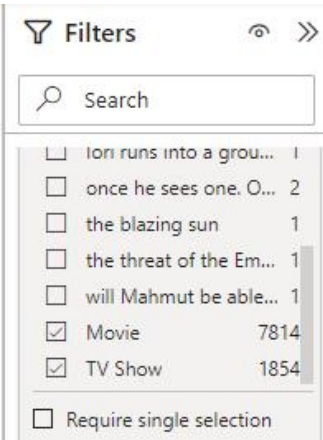 Filters
Search
Iori runs into a grou... 1
once he sees one. O... 2
the blazing sun 1
the threat of the Em... 1
will Mahmut be able... 1
Movie 7814
TV Show 1854
Require single selection